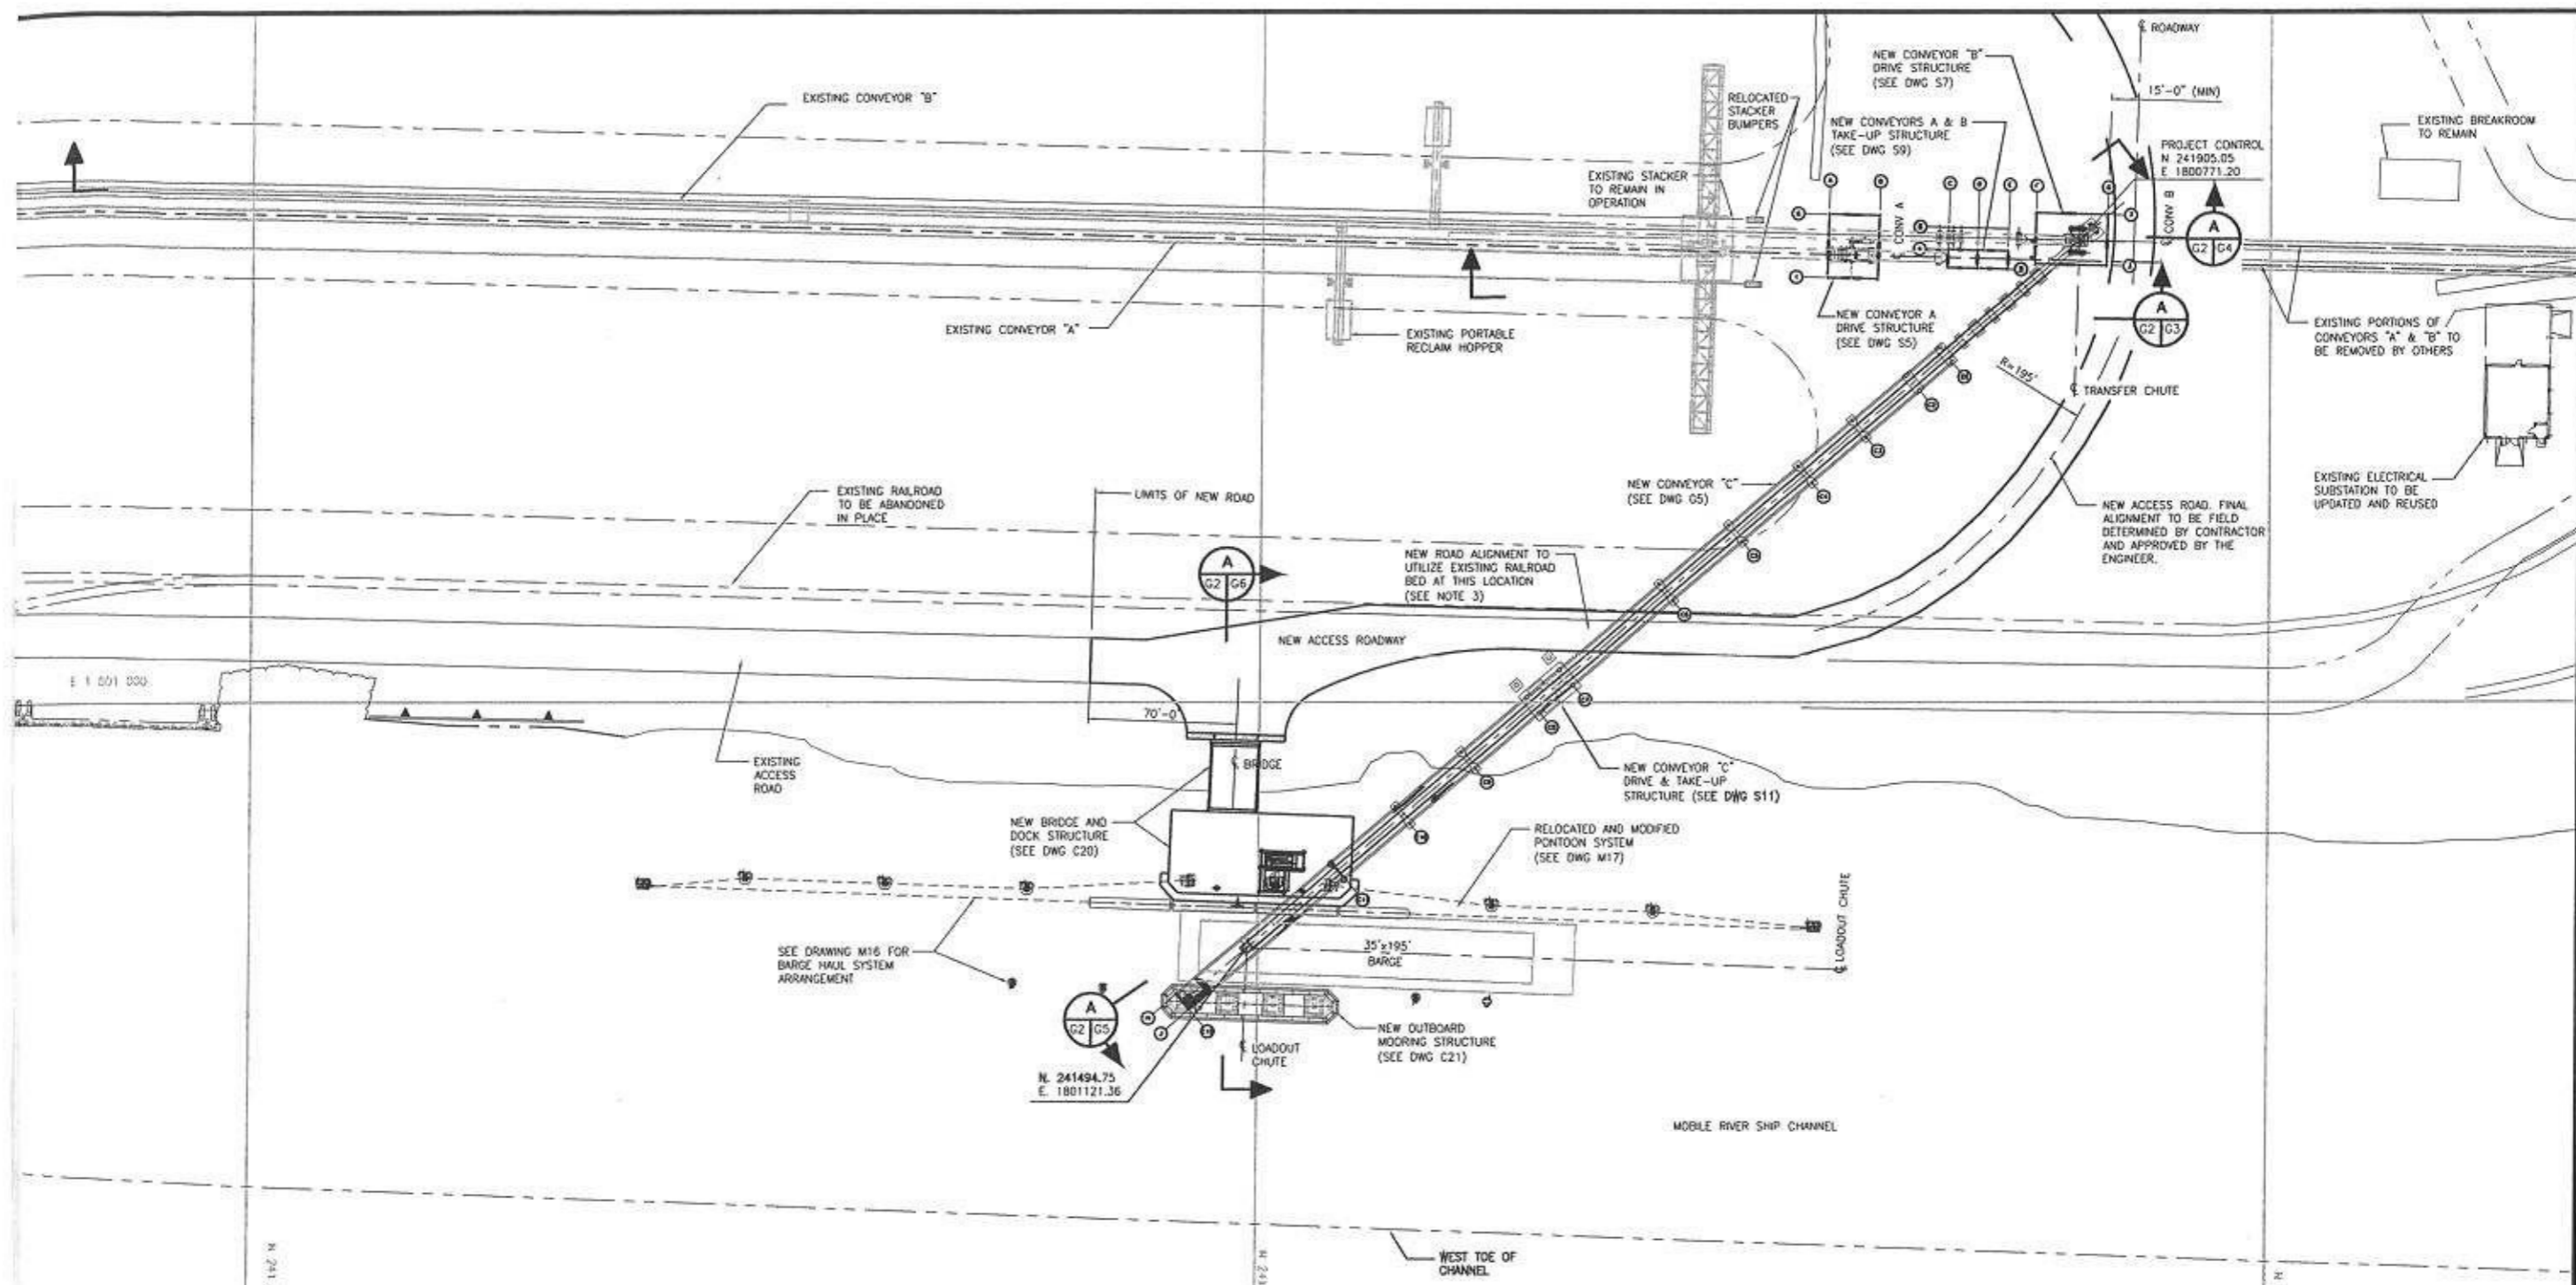 ℄ ROADWAY
NEW CONVEYOR "B"
DRIVE STRUCTURE
(SEE DWG S7)
15'-0" (MIN)
EXISTING CONVEYOR "B"
RELOCATED
STACKER
BUMPERS
NEW CONVEYORS A & B
TAKE-UP STRUCTURE
(SEE DWG S9)
EXISTING BREAKROOM
TO REMAIN
PROJECT CONTROL
N 241905.05
E 1800771.20
EXISTING STACKER
TO REMAIN IN
OPERATION
CONV A
℄ CONV B
A
G2 G4
EXISTING CONVEYOR "A"
EXISTING PORTABLE
RECLAIM HOPPER
NEW CONVEYOR A
DRIVE STRUCTURE
(SEE DWG S5)
A
G2 G3
EXISTING PORTIONS OF
CONVEYORS "A" & "B" TO
BE REMOVED BY OTHERS
R=195'
℄ TRANSFER CHUTE
EXISTING RAILROAD
TO BE ABANDONED
IN PLACE
LIMITS OF NEW ROAD
NEW CONVEYOR "C"
(SEE DWG G5)
EXISTING ELECTRICAL
SUBSTATION TO BE
UPDATED AND REUSED
NEW ACCESS ROAD. FINAL
ALIGNMENT TO BE FIELD
DETERMINED BY CONTRACTOR
AND APPROVED BY THE
ENGINEER.
NEW ROAD ALIGNMENT TO
UTILIZE EXISTING RAILROAD
BED AT THIS LOCATION
(SEE NOTE 3)
A
G2 G6
NEW ACCESS ROADWAY
E 1 801 000
70'-0
EXISTING
ACCESS
ROAD
℄ BRIDGE
NEW CONVEYOR "C"
DRIVE & TAKE-UP
STRUCTURE (SEE DWG S11)
NEW BRIDGE AND
DOCK STRUCTURE
(SEE DWG C20)
RELOCATED AND MODIFIED
PONTOON SYSTEM
(SEE DWG M17)
SEE DRAWING M16 FOR
BARGE HAUL SYSTEM
ARRANGEMENT
35'x195'
BARGE
℄ LOADOUT CHUTE
A
G2 G5
℄ LOADOUT
CHUTE
NEW OUTBOARD
MOORING STRUCTURE
(SEE DWG C21)
N. 241494.75
E. 1801121.36
MOBILE RIVER SHIP CHANNEL
WEST TOE OF
CHANNEL
N 241
N 241
N